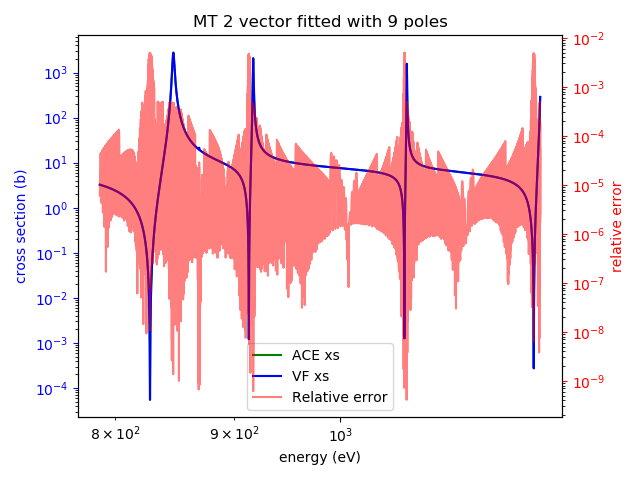 MT 2 vector fitted with 9 poles
cross section (b)
10³
10²
10¹
10⁰
10⁻¹
10⁻²
10⁻³
10⁻⁴
10⁻²
10⁻³
10⁻⁴
10⁻⁵
10⁻⁶
10⁻⁷
10⁻⁸
10⁻⁹
relative error
ACE xs
VF xs
Relative error
8 × 10² 9 × 10² 10³
energy (eV)